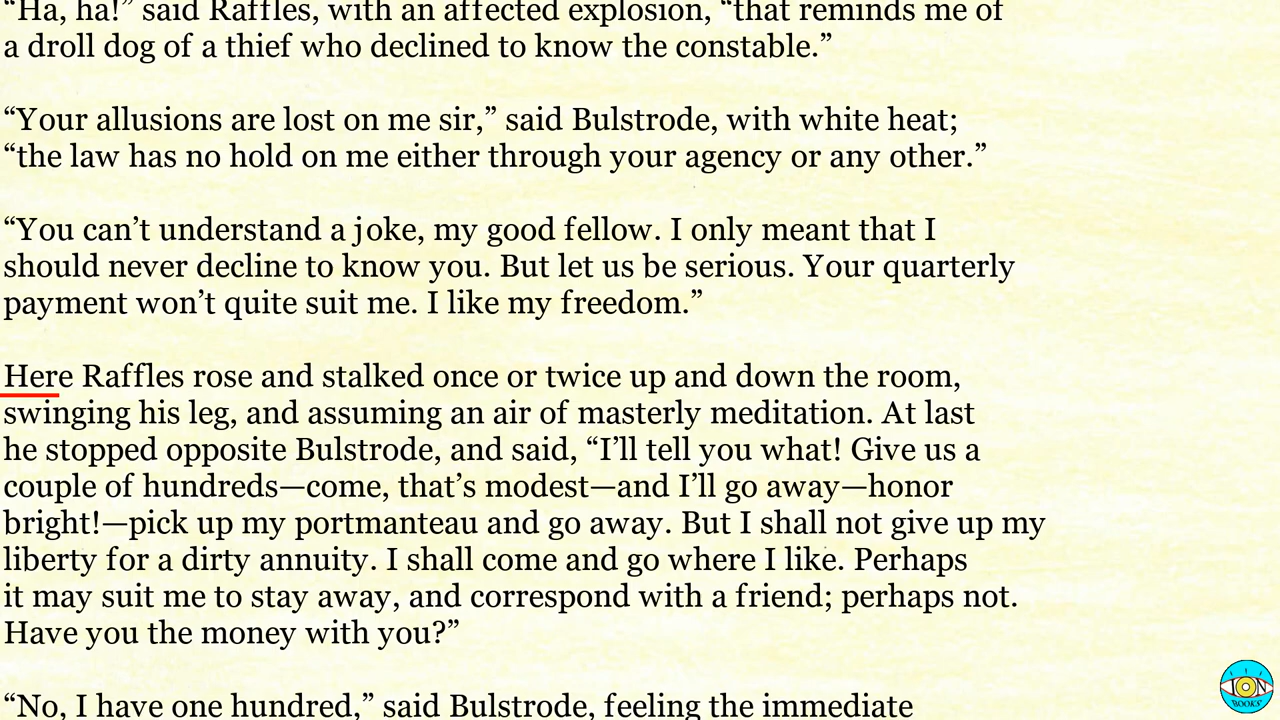 “Ha, ha!” said Raffles, with an affected explosion, “that reminds me of
a droll dog of a thief who declined to know the constable.”
“Your allusions are lost on me sir,” said Bulstrode, with white heat;
“the law has no hold on me either through your agency or any other.”
“You can’t understand a joke, my good fellow. I only meant that I
should never decline to know you. But let us be serious. Your quarterly
payment won’t quite suit me. I like my freedom.”
Here Raffles rose and stalked once or twice up and down the room,
swinging his leg, and assuming an air of masterly meditation. At last
he stopped opposite Bulstrode, and said, “I’ll tell you what! Give us a
couple of hundreds—come, that’s modest—and I’ll go away—honor
bright!—pick up my portmanteau and go away. But I shall not give up my
liberty for a dirty annuity. I shall come and go where I like. Perhaps
it may suit me to stay away, and correspond with a friend; perhaps not.
Have you the money with you?”
“No, I have one hundred,” said Bulstrode, feeling the immediate
ION
BOOKS